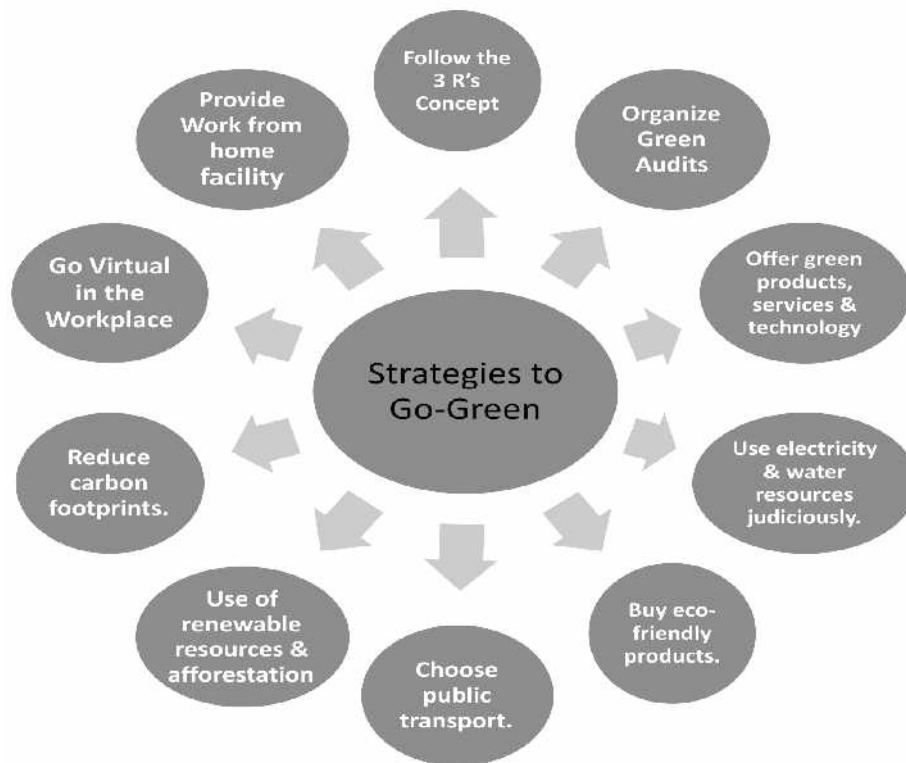 Follow the
3 R's
Concept
Organize
Green
Audits
Offer green
products,
services &
technology
Use electricity
& water
resources
judiciously.
Buy eco-
friendly
products.
Choose
public
transport.
Use of
renewable
resources &
afforestation
Reduce
carbon
footprints.
Go Virtual
in the
Workplace
Provide
Work from
home
facility
Strategies to
Go-Green